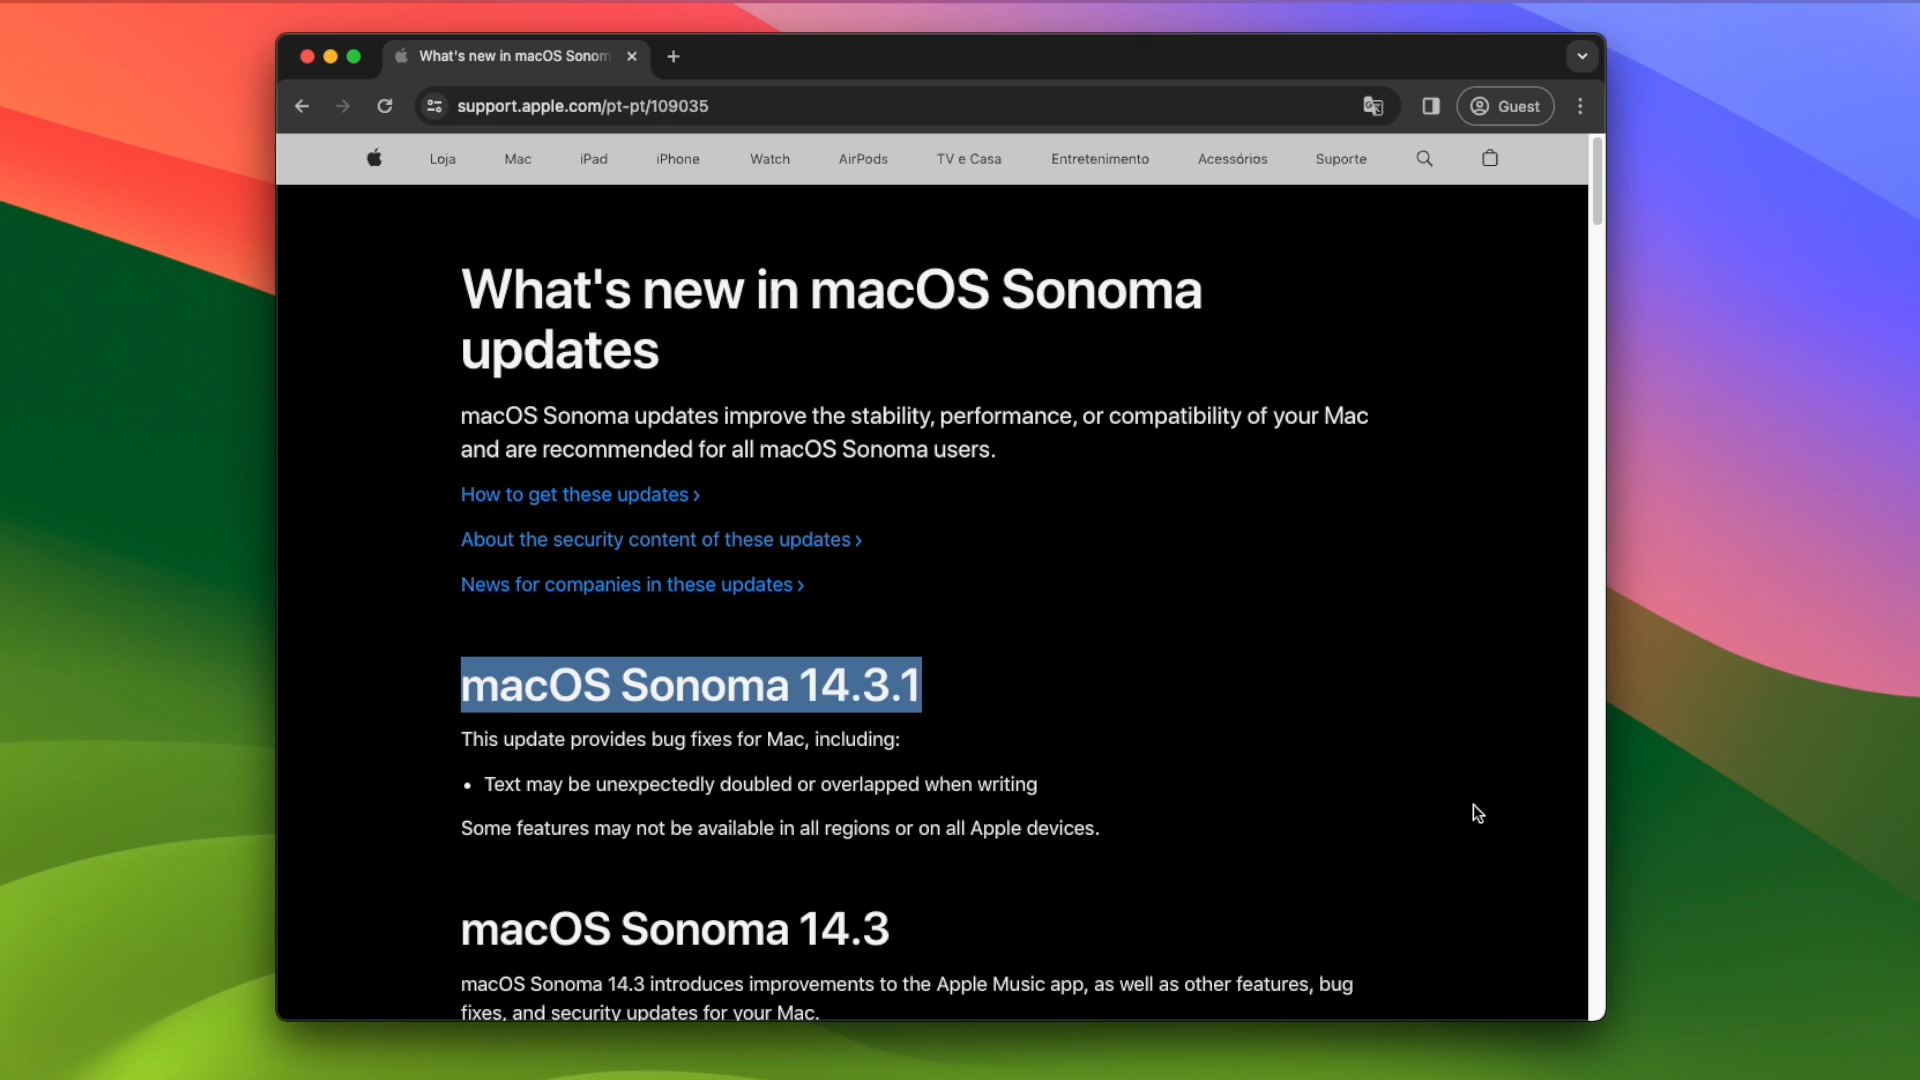 What's new in macOS Sonom
support.apple.com/pt-pt/109035
Guest
Loja Mac iPad iPhone Watch AirPods TV e Casa Entretenimento Acessórios Suporte
What's new in macOS Sonoma
updates
macOS Sonoma updates improve the stability, performance, or compatibility of your Mac
and are recommended for all macOS Sonoma users.
How to get these updates ›
About the security content of these updates ›
News for companies in these updates ›
macOS Sonoma 14.3.1
This update provides bug fixes for Mac, including:
• Text may be unexpectedly doubled or overlapped when writing
Some features may not be available in all regions or on all Apple devices.
macOS Sonoma 14.3
macOS Sonoma 14.3 introduces improvements to the Apple Music app, as well as other features, bug
fixes, and security updates for your Mac.